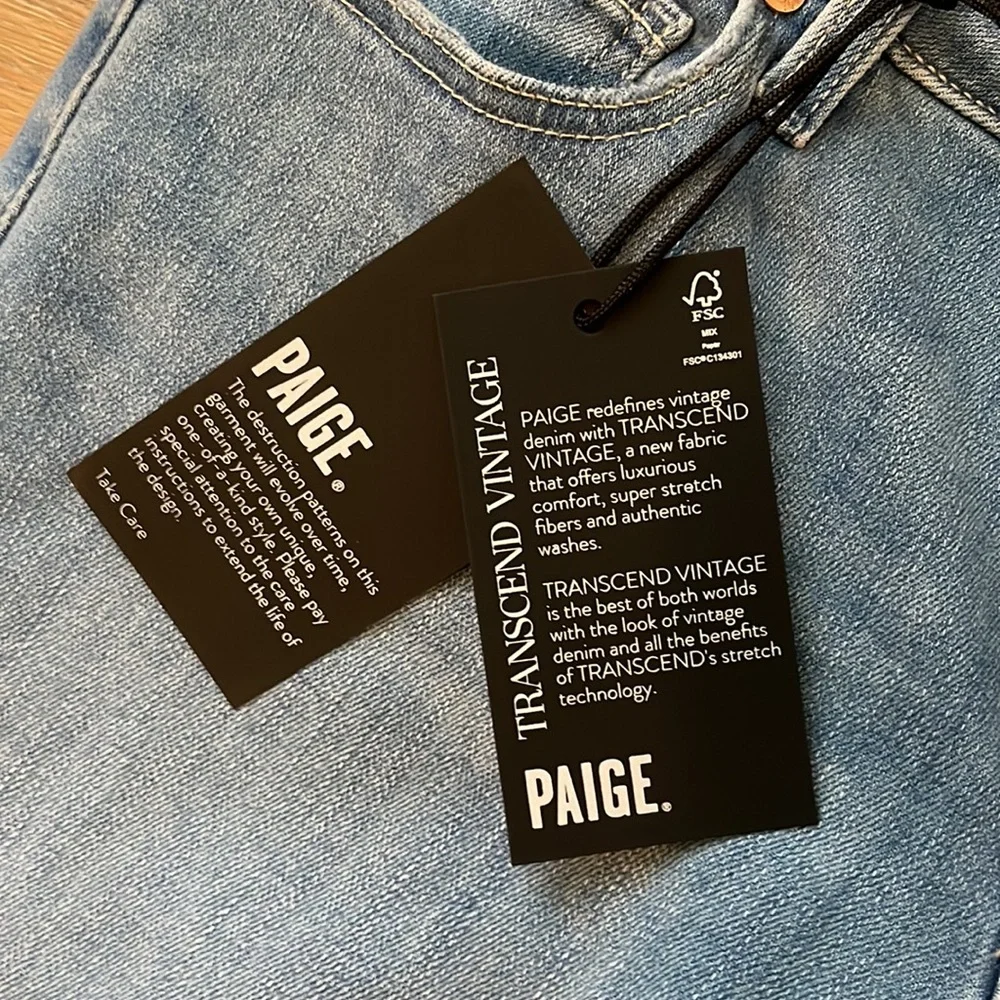 PAIGE®
The destruction patterns on this
garment will evolve over time,
creating your own unique,
one-of-a-kind style. Please pay
special attention to the care
instructions to extend the life of
the design.
Take Care
FSC
MIX
Paper
FSC® C134301
TRANSCEND VINTAGE
PAIGE redefines vintage
denim with TRANSCEND
VINTAGE, a new fabric
that offers luxurious
comfort, super stretch
fibers and authentic
washes.
TRANSCEND VINTAGE
is the best of both worlds
with the look of vintage
denim and all the benefits
of TRANSCEND's stretch
technology.
PAIGE®